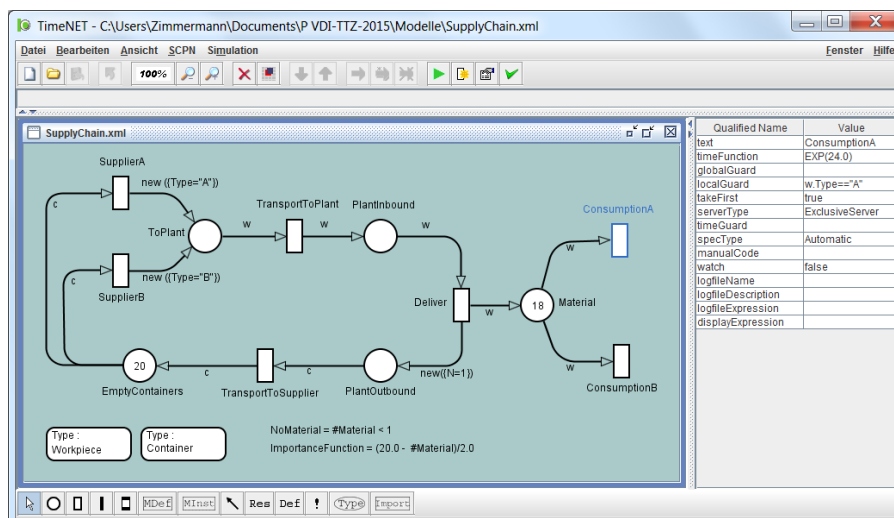 TimeNET - C:\Users\Zimmermann\Documents\P VDI-TTZ-2015\Modelle\SupplyChain.xml
Datei Bearbeiten Ansicht SCPN Simulation Fenster Hilfe
100%
SupplyChain.xml
SupplierA
new ({Type="A"})
c
ToPlant
w
TransportToPlant
w
PlantInbound
w
ConsumptionA
w
c
new ({Type="B"})
SupplierB
Deliver
w
18
Material
w
ConsumptionB
20
EmptyContainers
c
TransportToSupplier
c
PlantOutbound
new({N=1})
Type :
Workpiece
Type :
Container
NoMaterial = #Material < 1
ImportanceFunction = (20.0 - #Material)/2.0
Qualified Name Value
text ConsumptionA
timeFunction EXP(24.0)
globalGuard
localGuard w.Type=="A"
takeFirst true
serverType ExclusiveServer
timeGuard
specType Automatic
manualCode
watch false
logfileName
logfileDescription
logfileExpression
displayExpression
MDef MInst Res Def ! Type Import